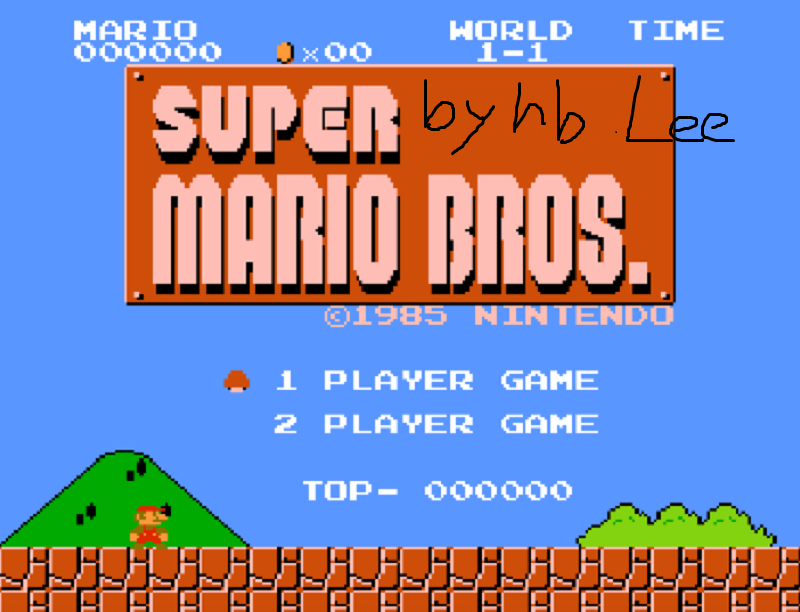 MARIO WORLD TIME
000000 ×00 1-1
SUPER by hb Lee
MARIO BROS.
©1985 NINTENDO
1 PLAYER GAME
2 PLAYER GAME
TOP- 000000